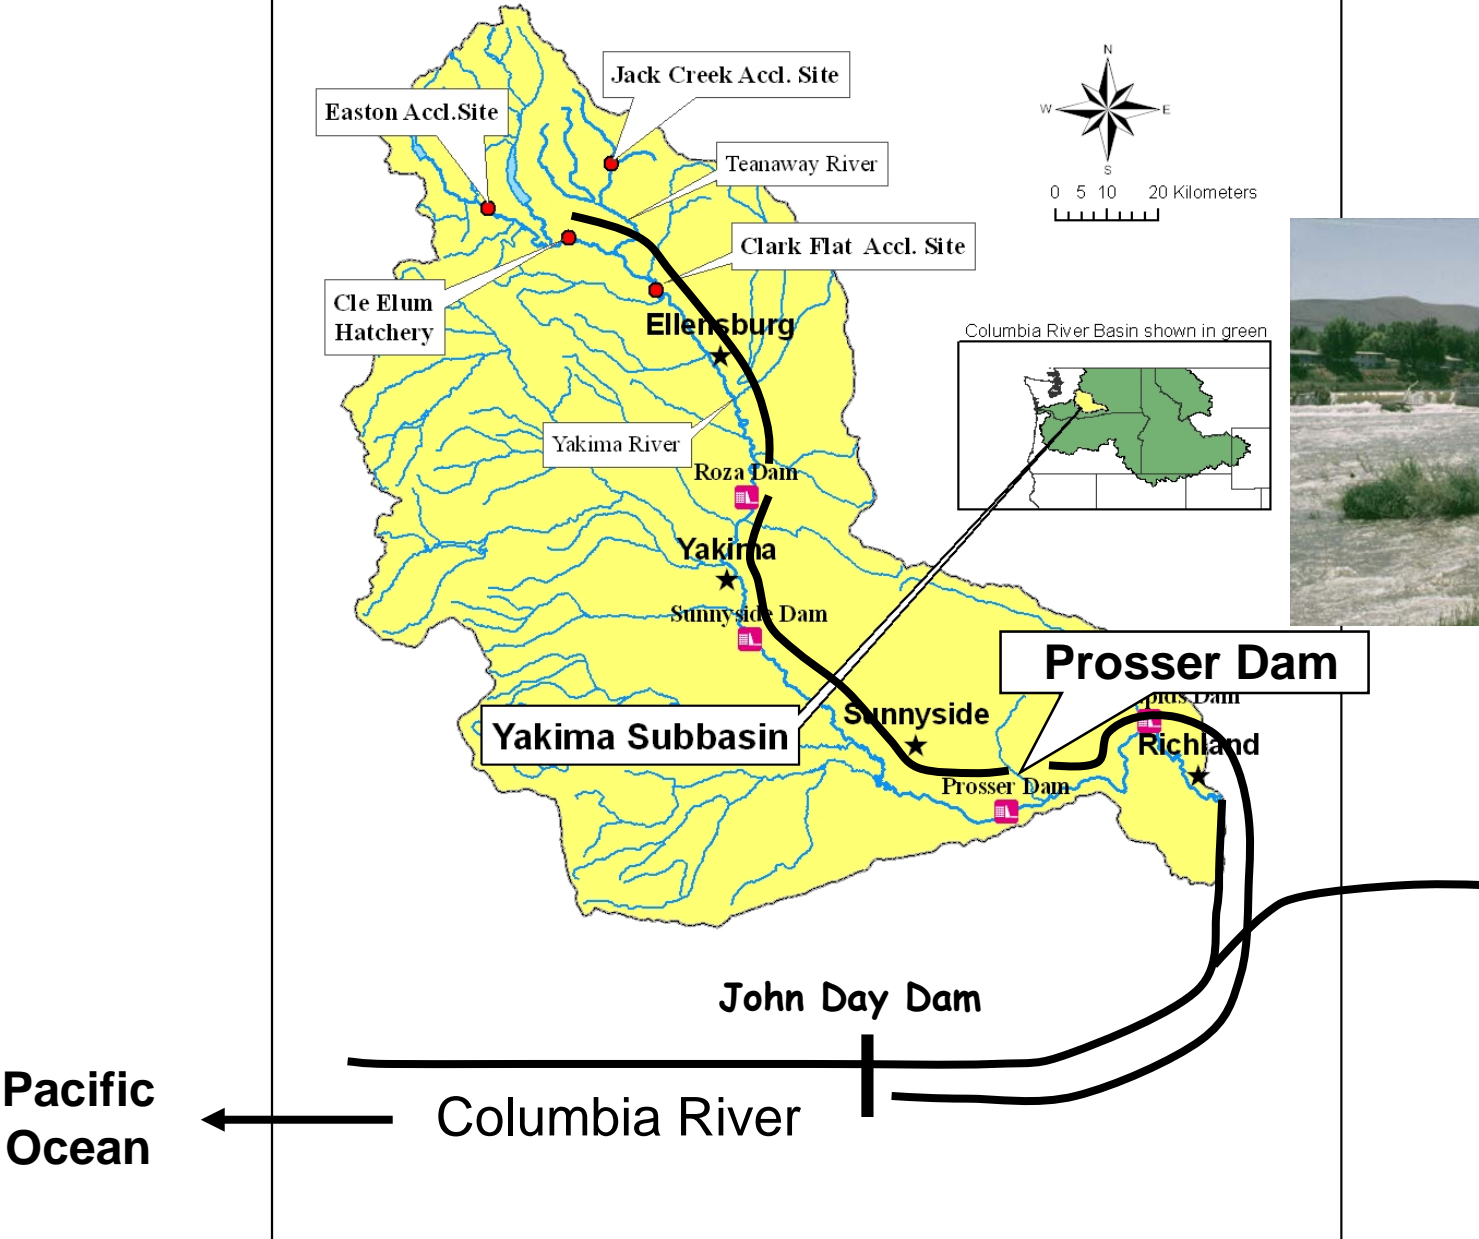 Jack Creek Accl. Site
Easton Accl.Site
Teanaway River
Clark Flat Accl. Site
Cle Elum
Hatchery
Ellensburg
Yakima River
Roza Dam
Yakima
Sunnyside Dam
N
W
E
S
0 5 10 20 Kilometers
Columbia River Basin shown in green
Prosser Dam
Dam
Yakima Subbasin
Sunnyside
Richland
Prosser Dam
John Day Dam
Pacific
Ocean
Columbia River